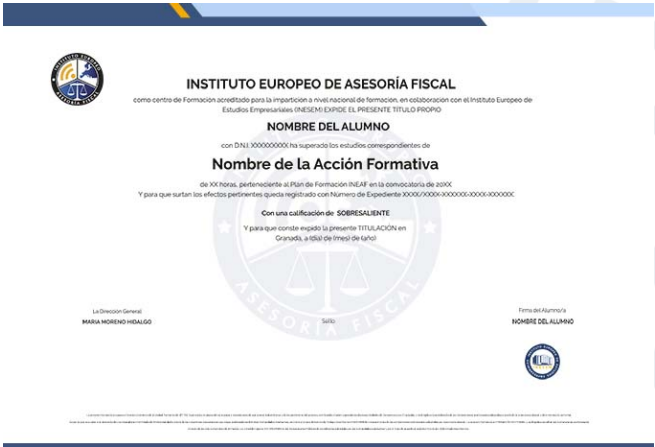 INSTITUTO EUROPEO DE ASESORÍA FISCAL
como centro de Formación acreditado para la impartición a nivel nacional de formación, en colaboración con el Instituto Europeo de
Estudios Empresariales (INESEM) EXPIDE EL PRESENTE TÍTULO PROPIO
NOMBRE DEL ALUMNO
con D.N.I. XXXXXXXXX ha superado los estudios correspondientes de
Nombre de la Acción Formativa
de XX horas, perteneciente al Plan de Formación INEAF en la convocatoria de 20XX
Y para que surtan los efectos pertinentes queda registrado con Número de Expediente XXXX/XXXX-XXXXXX-XXXX-XXXXXX
Con una calificación de SOBRESALIENTE
Y para que conste expido la presente TITULACIÓN en
Granada, a (día) de (mes) de (año)
ASESORÍA FISCAL
La Dirección General
MARIA MORENO HIDALGO
Sello
Firma del Alumno/a
NOMBRE DEL ALUMNO